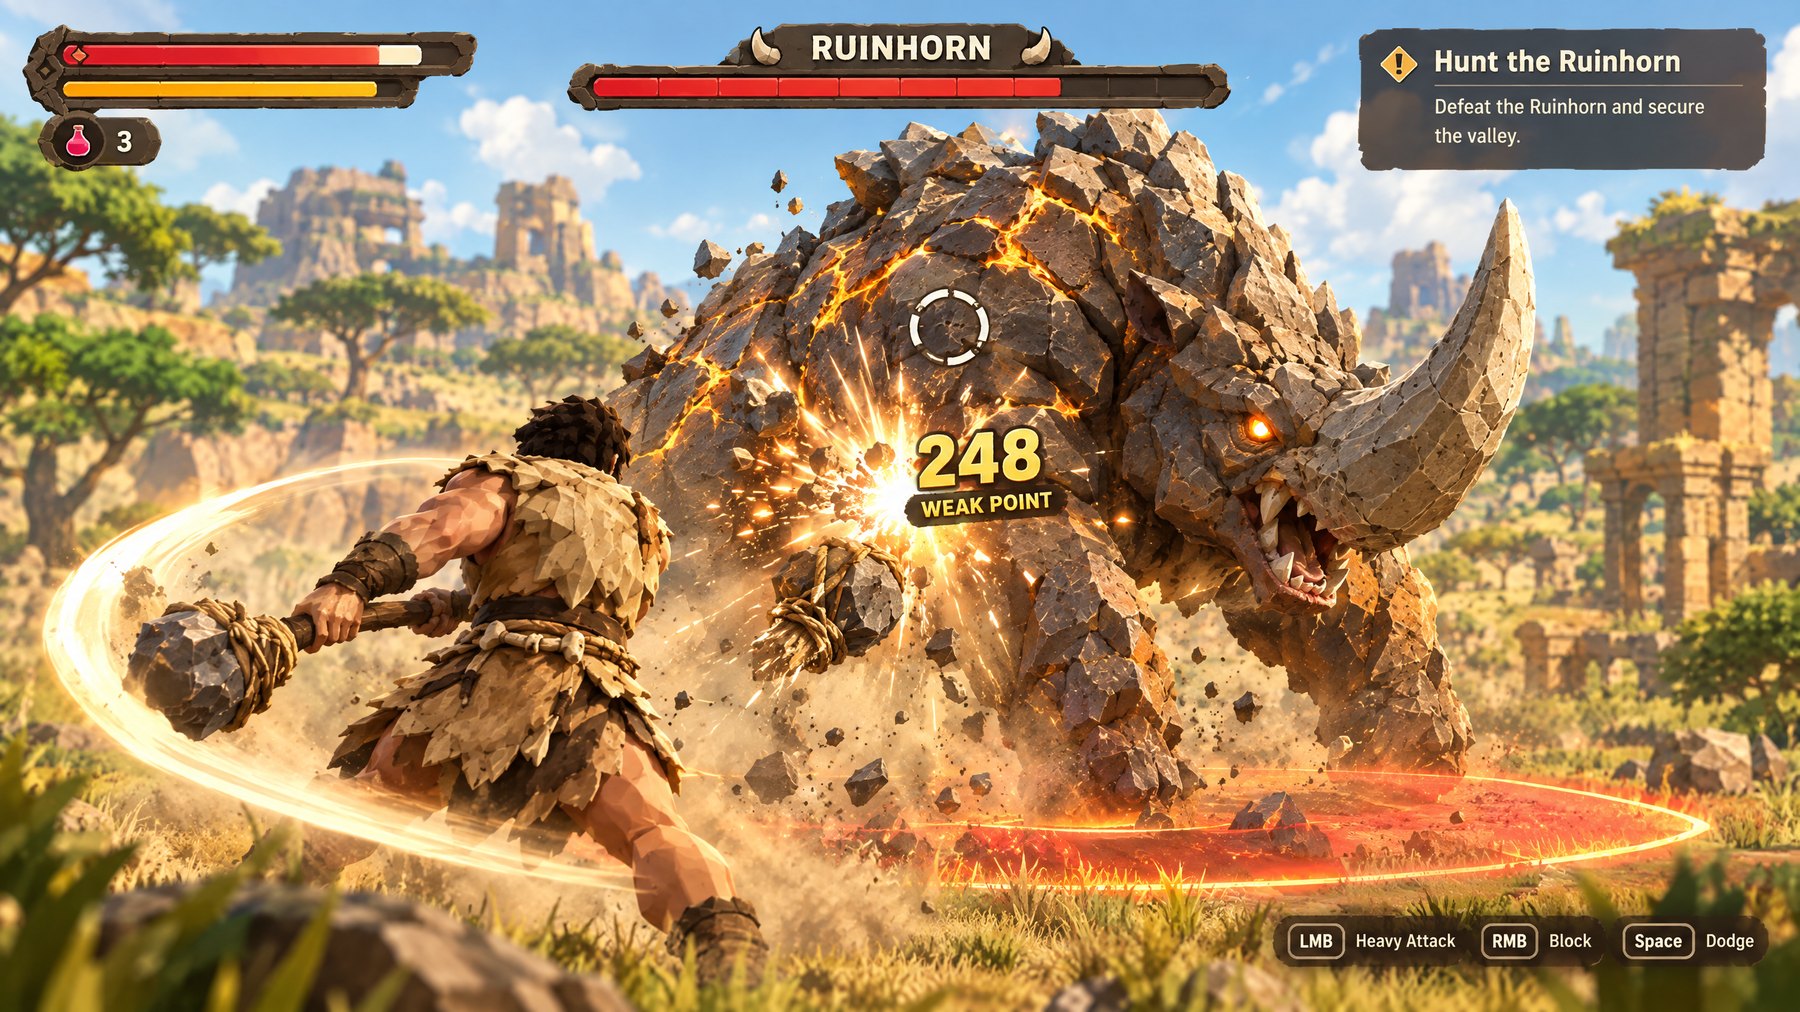 RUINHORN
3
Hunt the Ruinhorn
Defeat the Ruinhorn and secure
the valley.
248
WEAK POINT
LMB Heavy Attack RMB Block Space Dodge